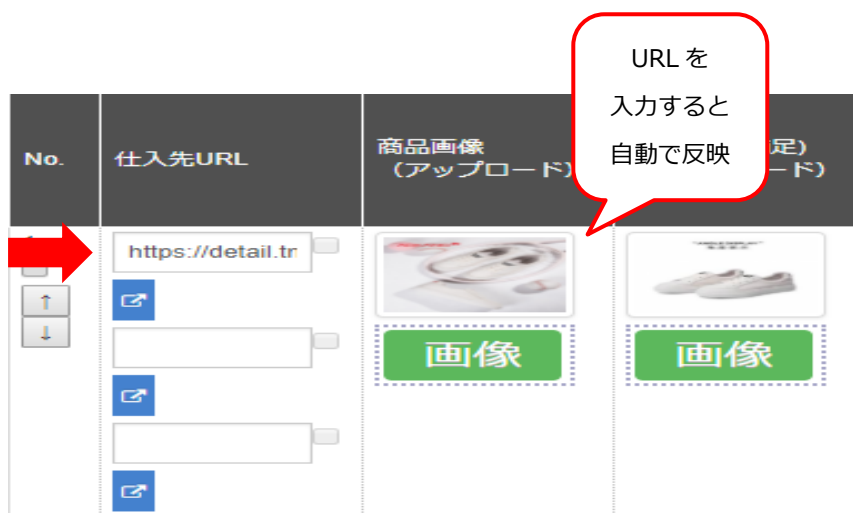 URL を
入力すると
自動で反映
No.
仕入先URL
商品画像
（アップロード）
足)
ード)
https://detail.tr
↑
↓
画像
画像